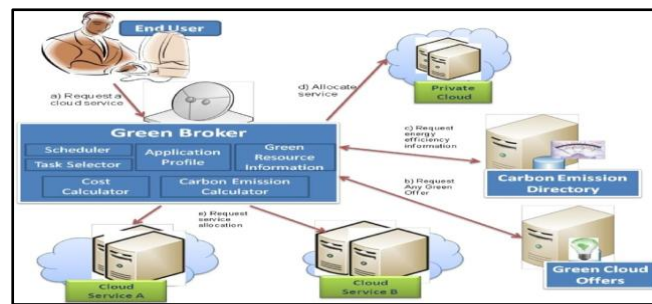 End User
a) Request a
cloud service
d) Allocate
service
Private
Cloud
Green Broker
Scheduler
Task Selector
Application
Profile
Green
Resource
Information
Cost
Calculator
Carbon Emission
Calculator
c) Request
energy
efficiency
information
Carbon Emission
Directory
b) Request
Any Green
Offer
e) Request
service
allocation
Green Cloud
Offers
Cloud
Service A
Cloud
Service B